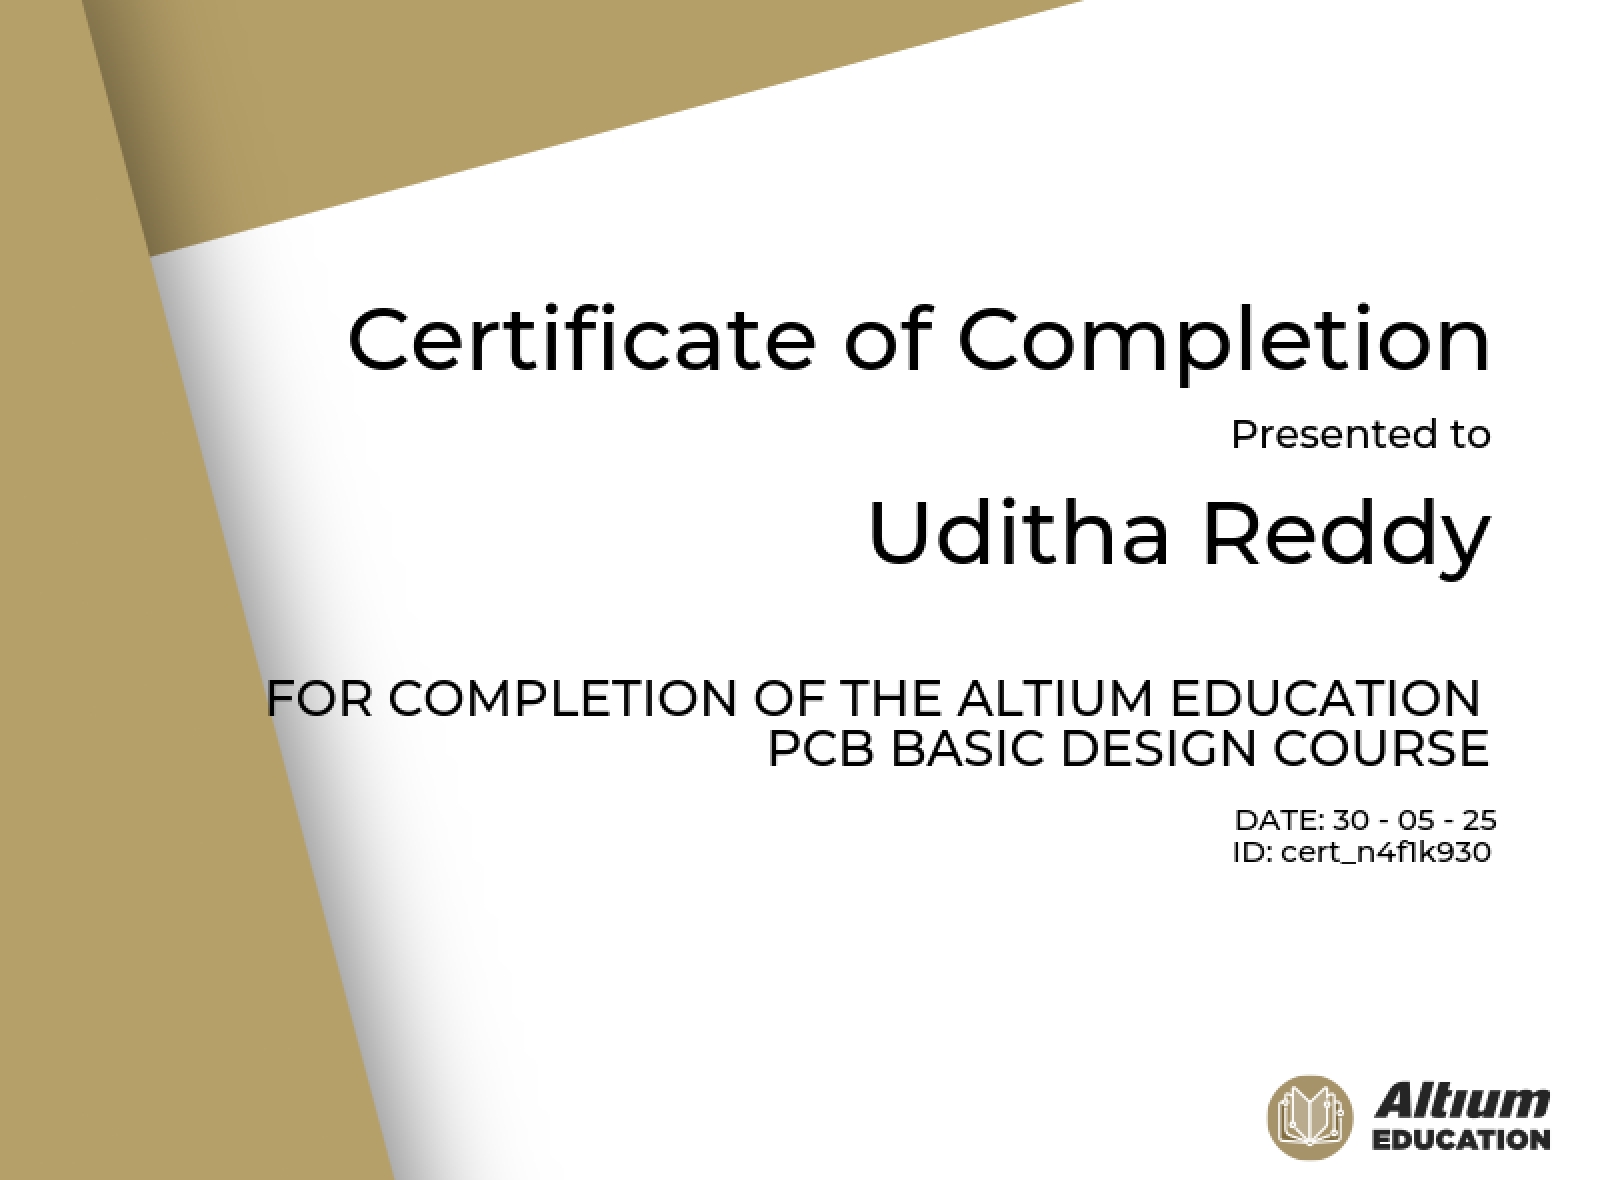 Certificate of Completion
Presented to
Uditha Reddy
FOR COMPLETION OF THE ALTIUM EDUCATION
PCB BASIC DESIGN COURSE
DATE: 30 - 05 - 25
ID: cert_n4f1k930
Altıum
EDUCATION